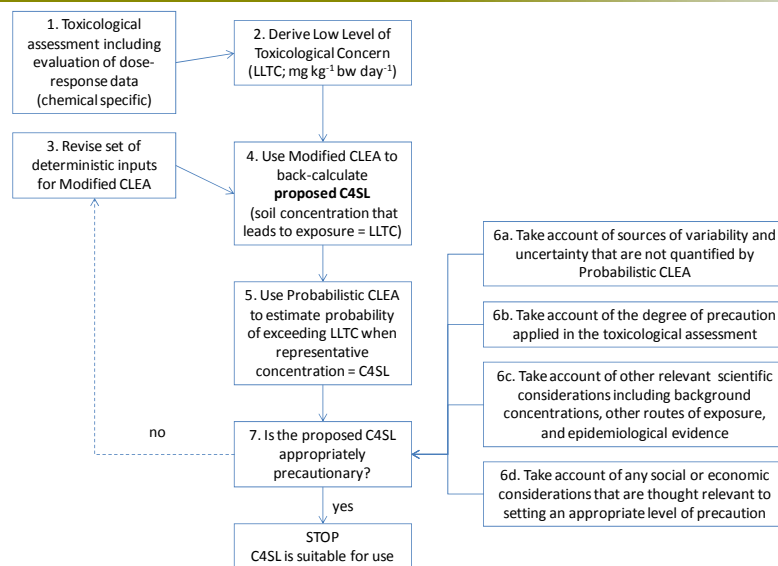 1. Toxicological
assessment including
evaluation of dose-
response data
(chemical specific)
2. Derive Low Level of
Toxicological Concern
(LLTC; mg kg⁻¹ bw day⁻¹)
3. Revise set of
deterministic inputs
for Modified CLEA
4. Use Modified CLEA to
back-calculate
proposed C4SL
(soil concentration that
leads to exposure = LLTC)
5. Use Probabilistic CLEA
to estimate probability
of exceeding LLTC when
representative
concentration = C4SL
6a. Take account of sources of variability and
uncertainty that are not quantified by
Probabilistic CLEA
6b. Take account of the degree of precaution
applied in the toxicological assessment
6c. Take account of other relevant scientific
considerations including background
concentrations, other routes of exposure,
and epidemiological evidence
6d. Take account of any social or economic
considerations that are thought relevant to
setting an appropriate level of precaution
7. Is the proposed C4SL
appropriately
precautionary?
no
yes
STOP
C4SL is suitable for use